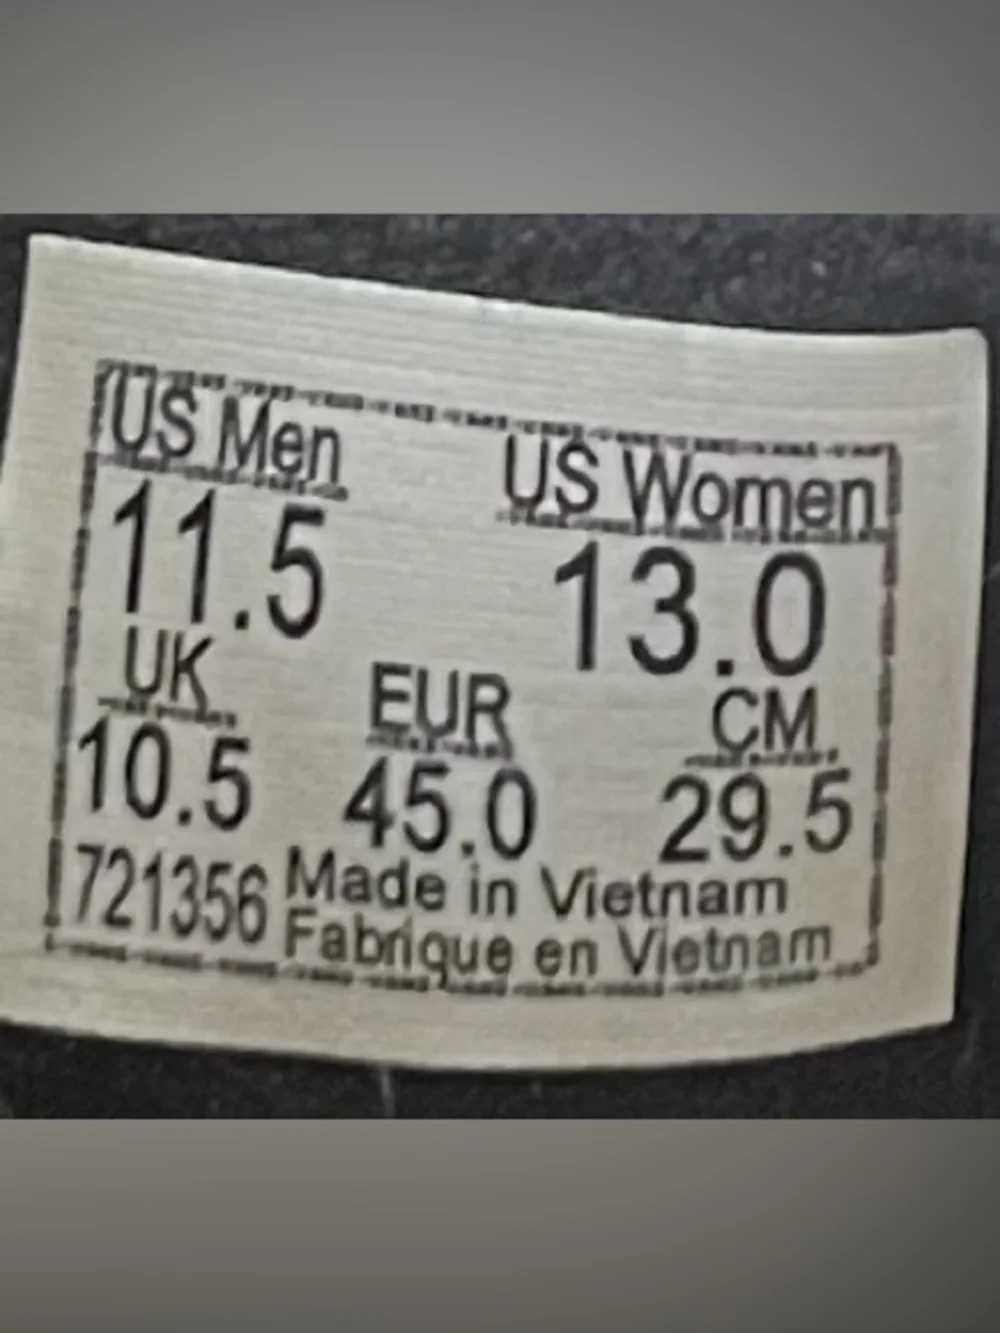 US Men US Women
11.5 13.0
UK EUR CM
10.5 45.0 29.5
721356 Made in Vietnam
Fabrique en Vietnam